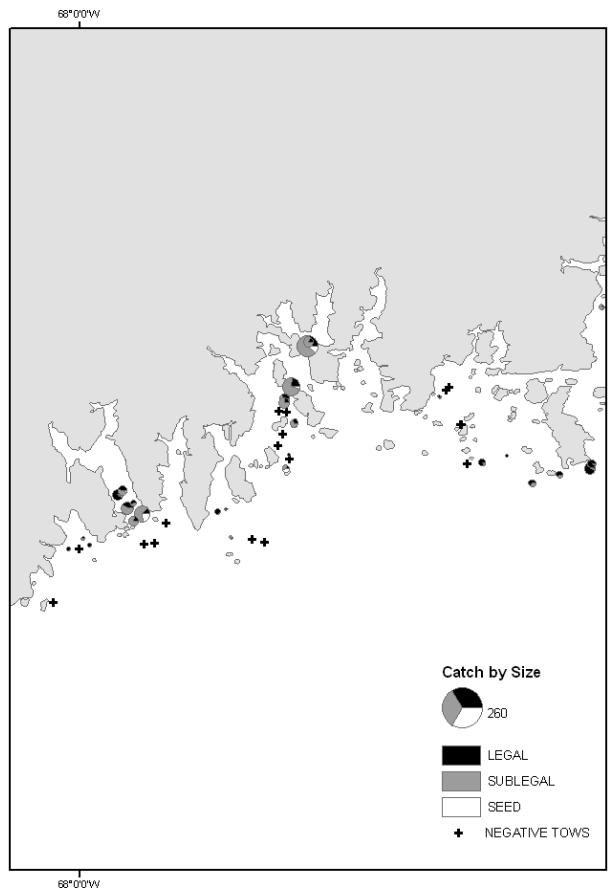 68°0'0"W
Catch by Size
260
LEGAL
SUBLEGAL
SEED
NEGATIVE TOWS
68°0'0"W